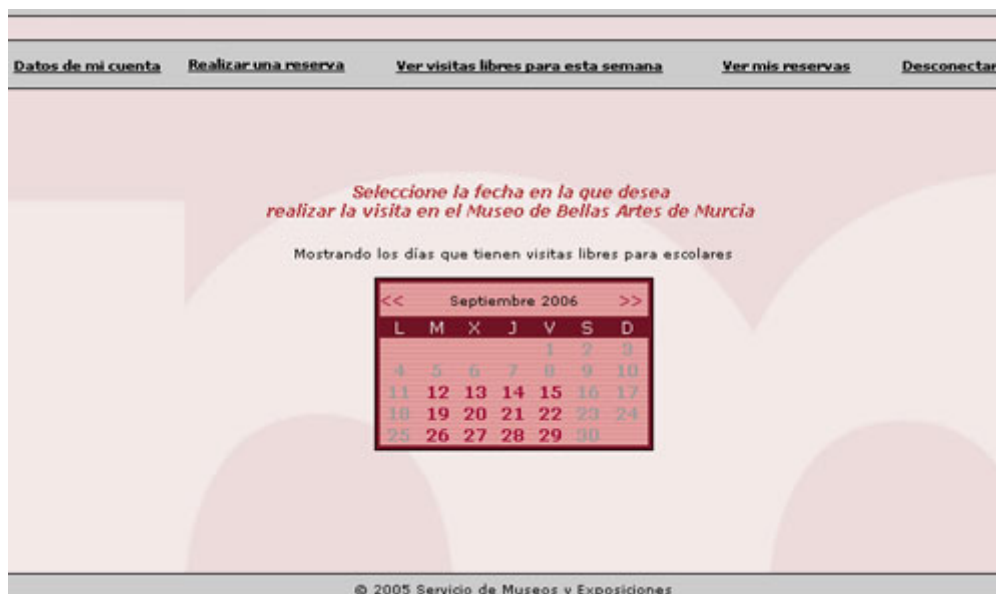 Datos de mi cuenta Realizar una reserva Ver visitas libres para esta semana Ver mis reservas Desconectar
Seleccione la fecha en la que desea
realizar la visita en el Museo de Bellas Artes de Murcia
Mostrando los días que tienen visitas libres para escolares
<< Septiembre 2006 >>
L M X J V S D
1 2 3
4 5 6 7 8 9 10
11 12 13 14 15 16 17
18 19 20 21 22 23 24
25 26 27 28 29 30
© 2005 Servicio de Museos y Exposiciones